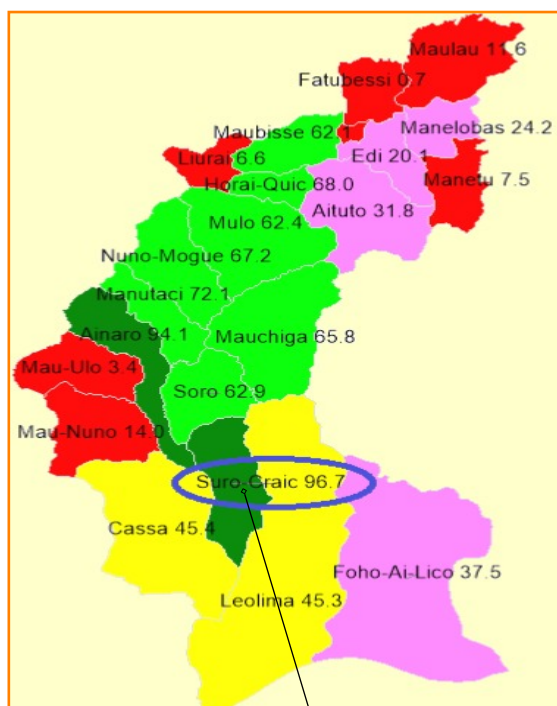 Maulau 11.6
Fatubessi 0.7
Maubisse 62.1
Manelobas 24.2
Liurai 6.6
Edi 20.1
Horai-Quic 68.0
Manetu 7.5
Aituto 31.8
Mulo 62.4
Nuno-Mogue 67.2
Manutaci 72.1
Ainaro 94.1
Mauchiga 65.8
Mau-Ulo 3.4
Soro 62.9
Mau-Nuno 14.0
Suro-Craic 96.7
Cassa 45.4
Foho-Ai-Lico 37.5
Leolima 45.3